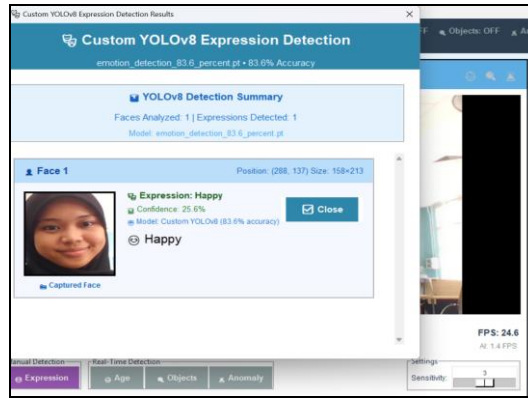 Custom YOLOv8 Expression Detection Results
Custom YOLOv8 Expression Detection
emotion_detection_83.6_percent.pt • 83.6% Accuracy
YOLOv8 Detection Summary
Faces Analyzed: 1 | Expressions Detected: 1
Model: emotion_detection_83.6_percent.pt
Face 1
Position: (288, 137) Size: 158×213
Expression: Happy
Confidence: 25.6%
Model: Custom YOLOv8 (83.6% accuracy)
Happy
Close
Captured Face
Objects: OFF
FPS: 24.6
AI: 1.4 FPS
Manual Detection
Real-Time Detection
Settings
Expression
Age
Objects
Anomaly
Sensitivity:
3